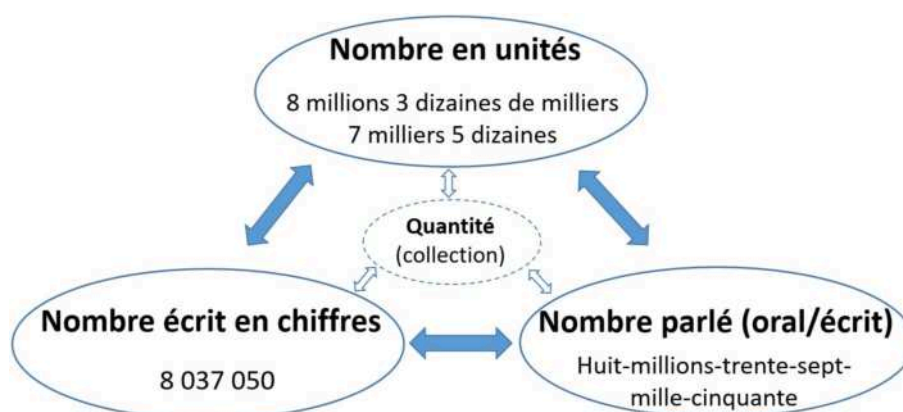 Nombre en unités
8 millions 3 dizaines de milliers
7 milliers 5 dizaines
Quantité
(collection)
Nombre écrit en chiffres
8 037 050
Nombre parlé (oral/écrit)
Huit-millions-trente-sept-
mille-cinquante